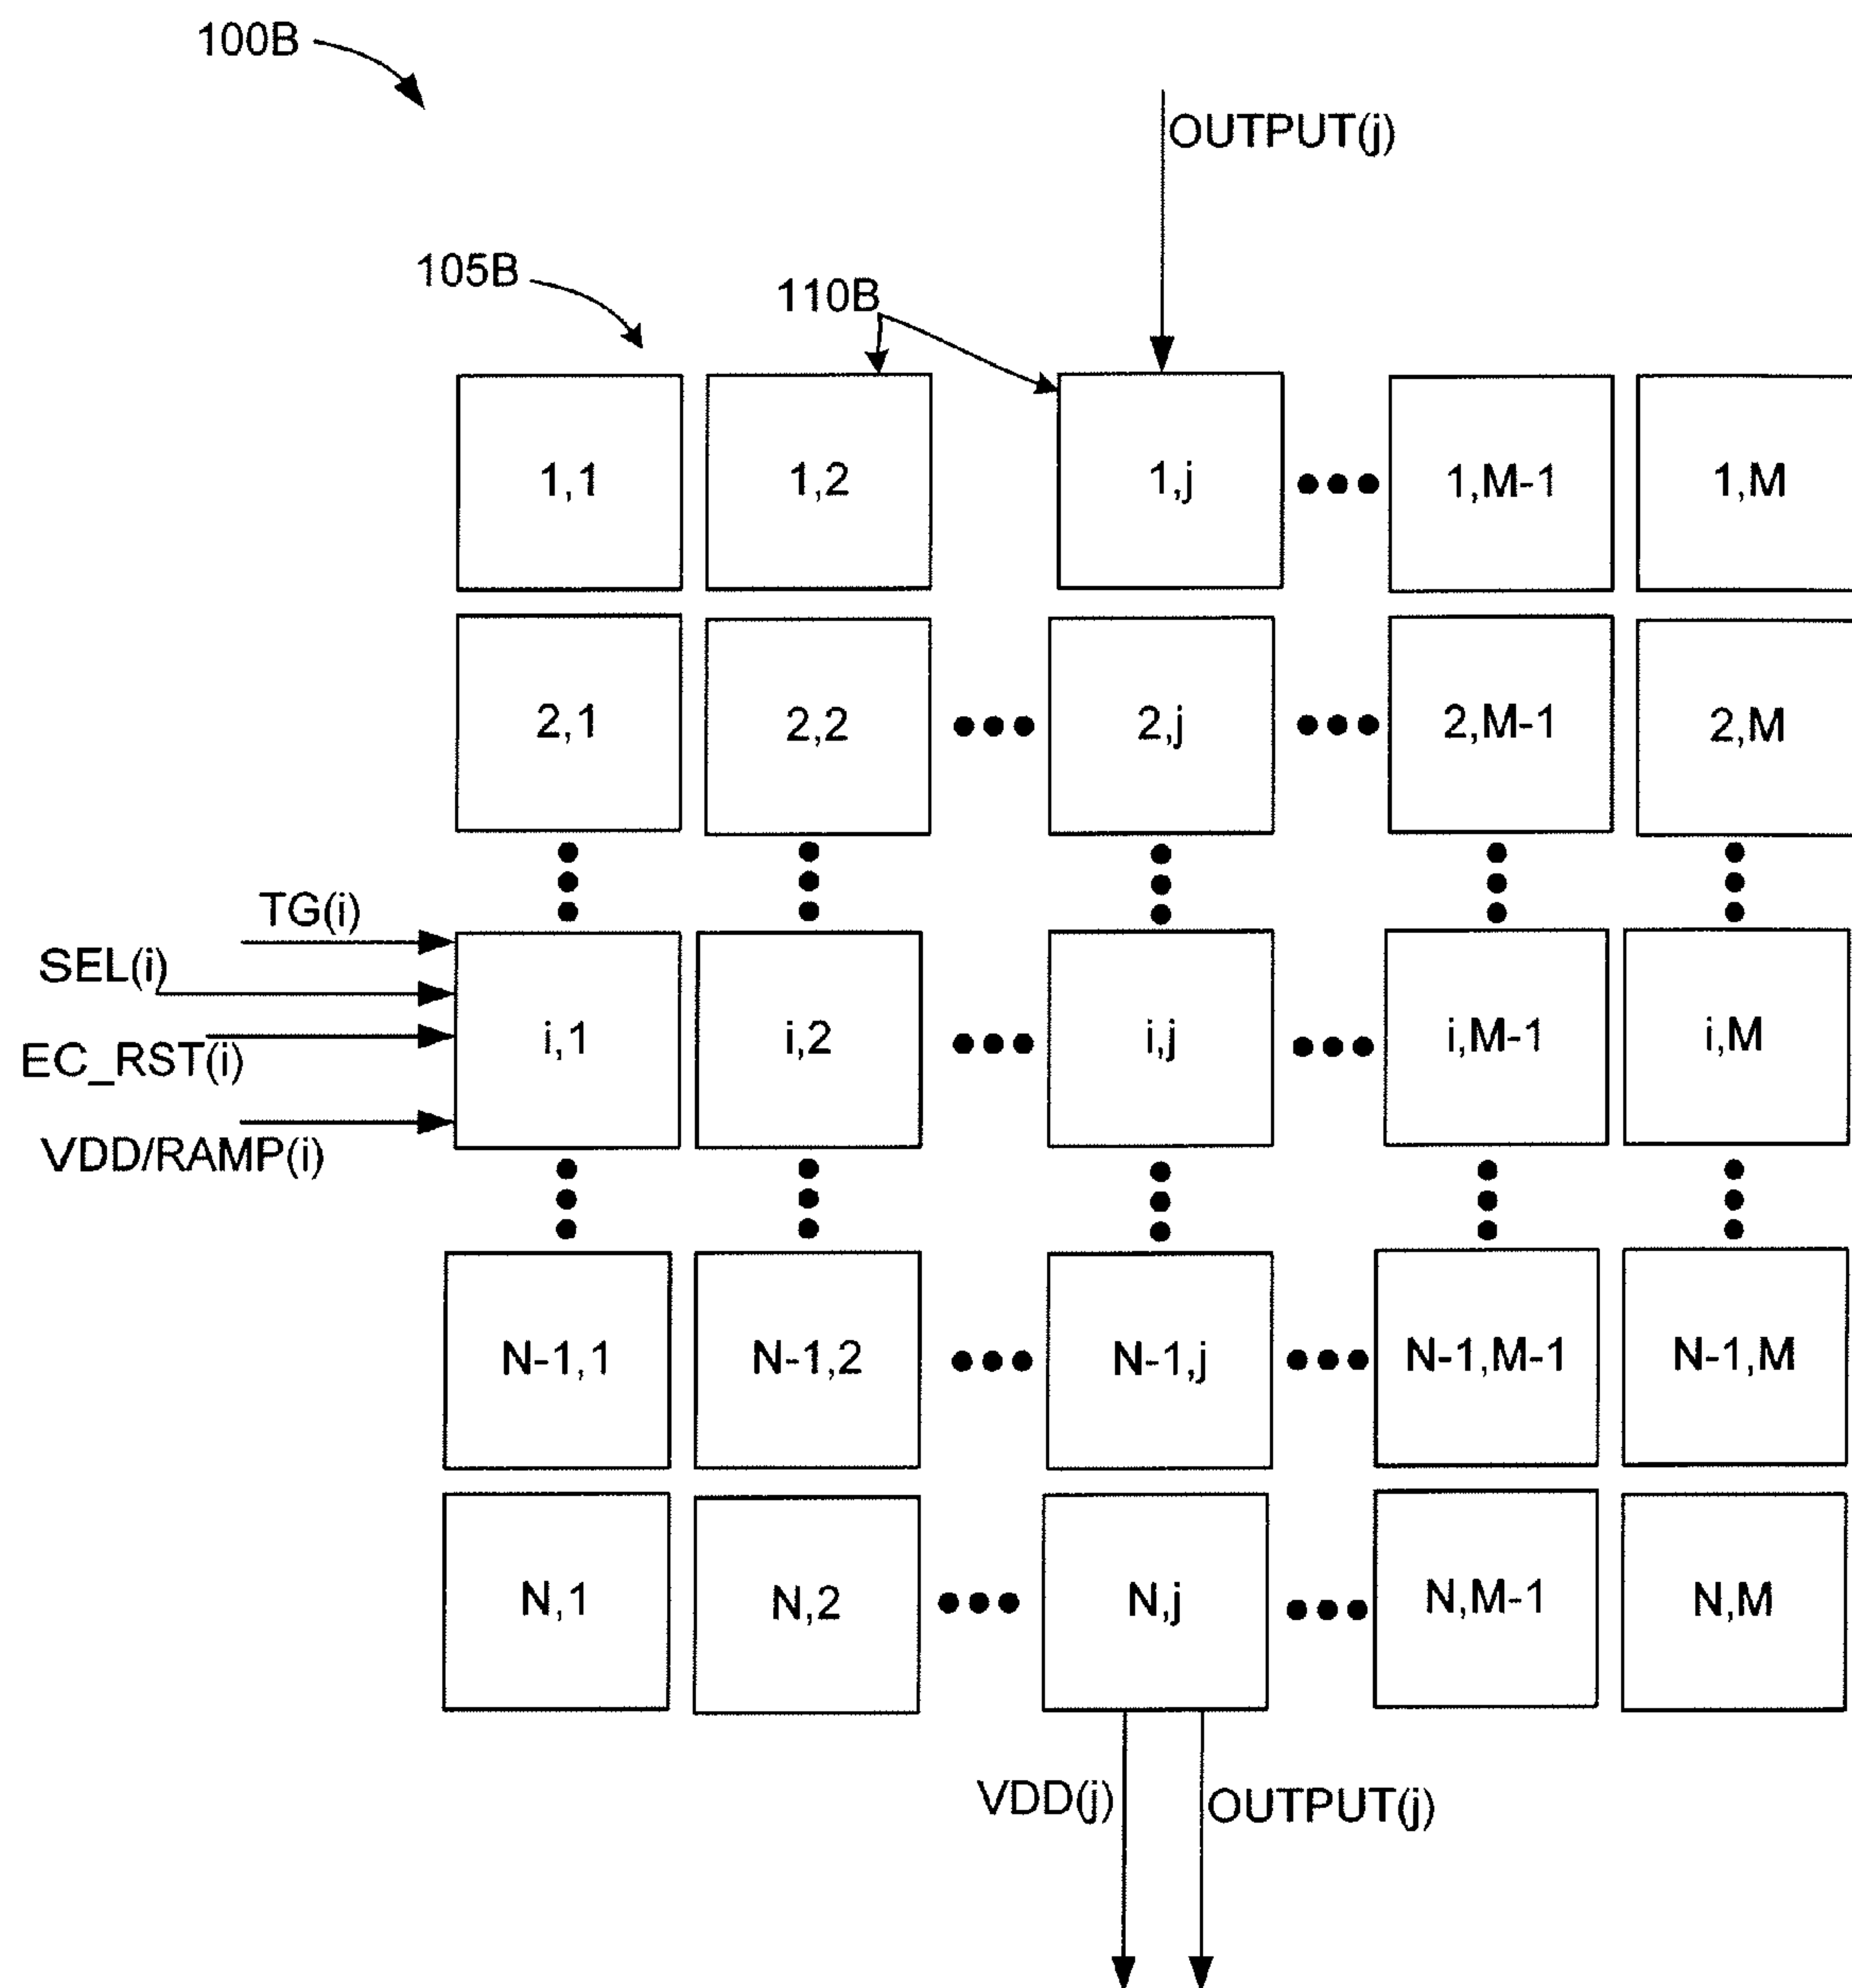 100B
OUTPUT(j)
105B
110B
1,1
1,2
1,j
1,M-1
1,M
2,1
2,2
2,j
2,M-1
2,M
TG(i)
SEL(i)
EC_RST(i)
VDD/RAMP(i)
i,1
i,2
i,j
i,M-1
i,M
N-1,1
N-1,2
N-1,j
N-1,M-1
N-1,M
N,1
N,2
N,j
N,M-1
N,M
VDD(j)
OUTPUT(j)